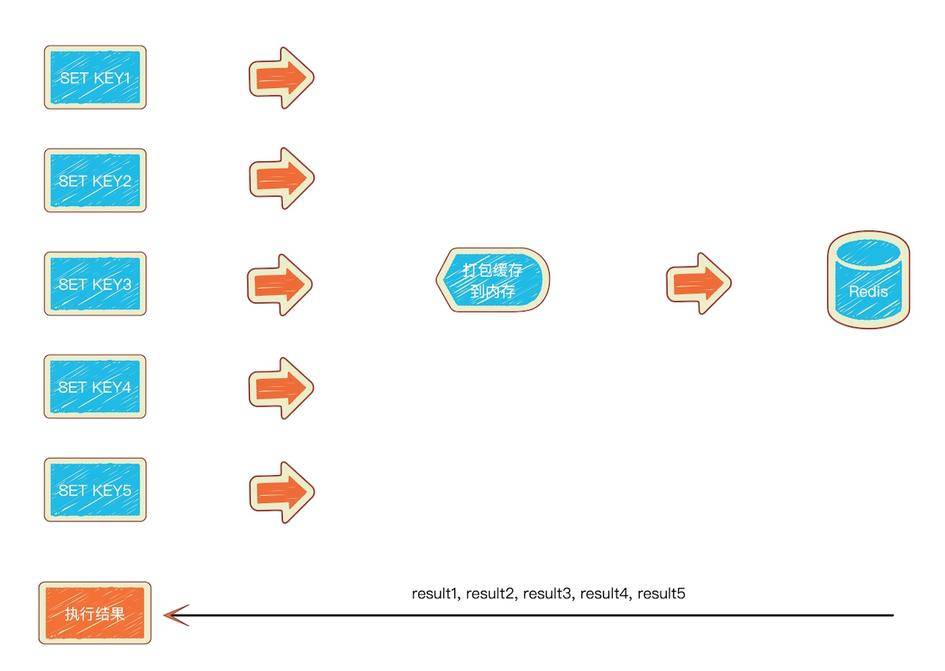 SET KEY1
SET KEY2
SET KEY3
打包缓存
到内存
Redis
SET KEY4
SET KEY5
result1, result2, result3, result4, result5
执行结果